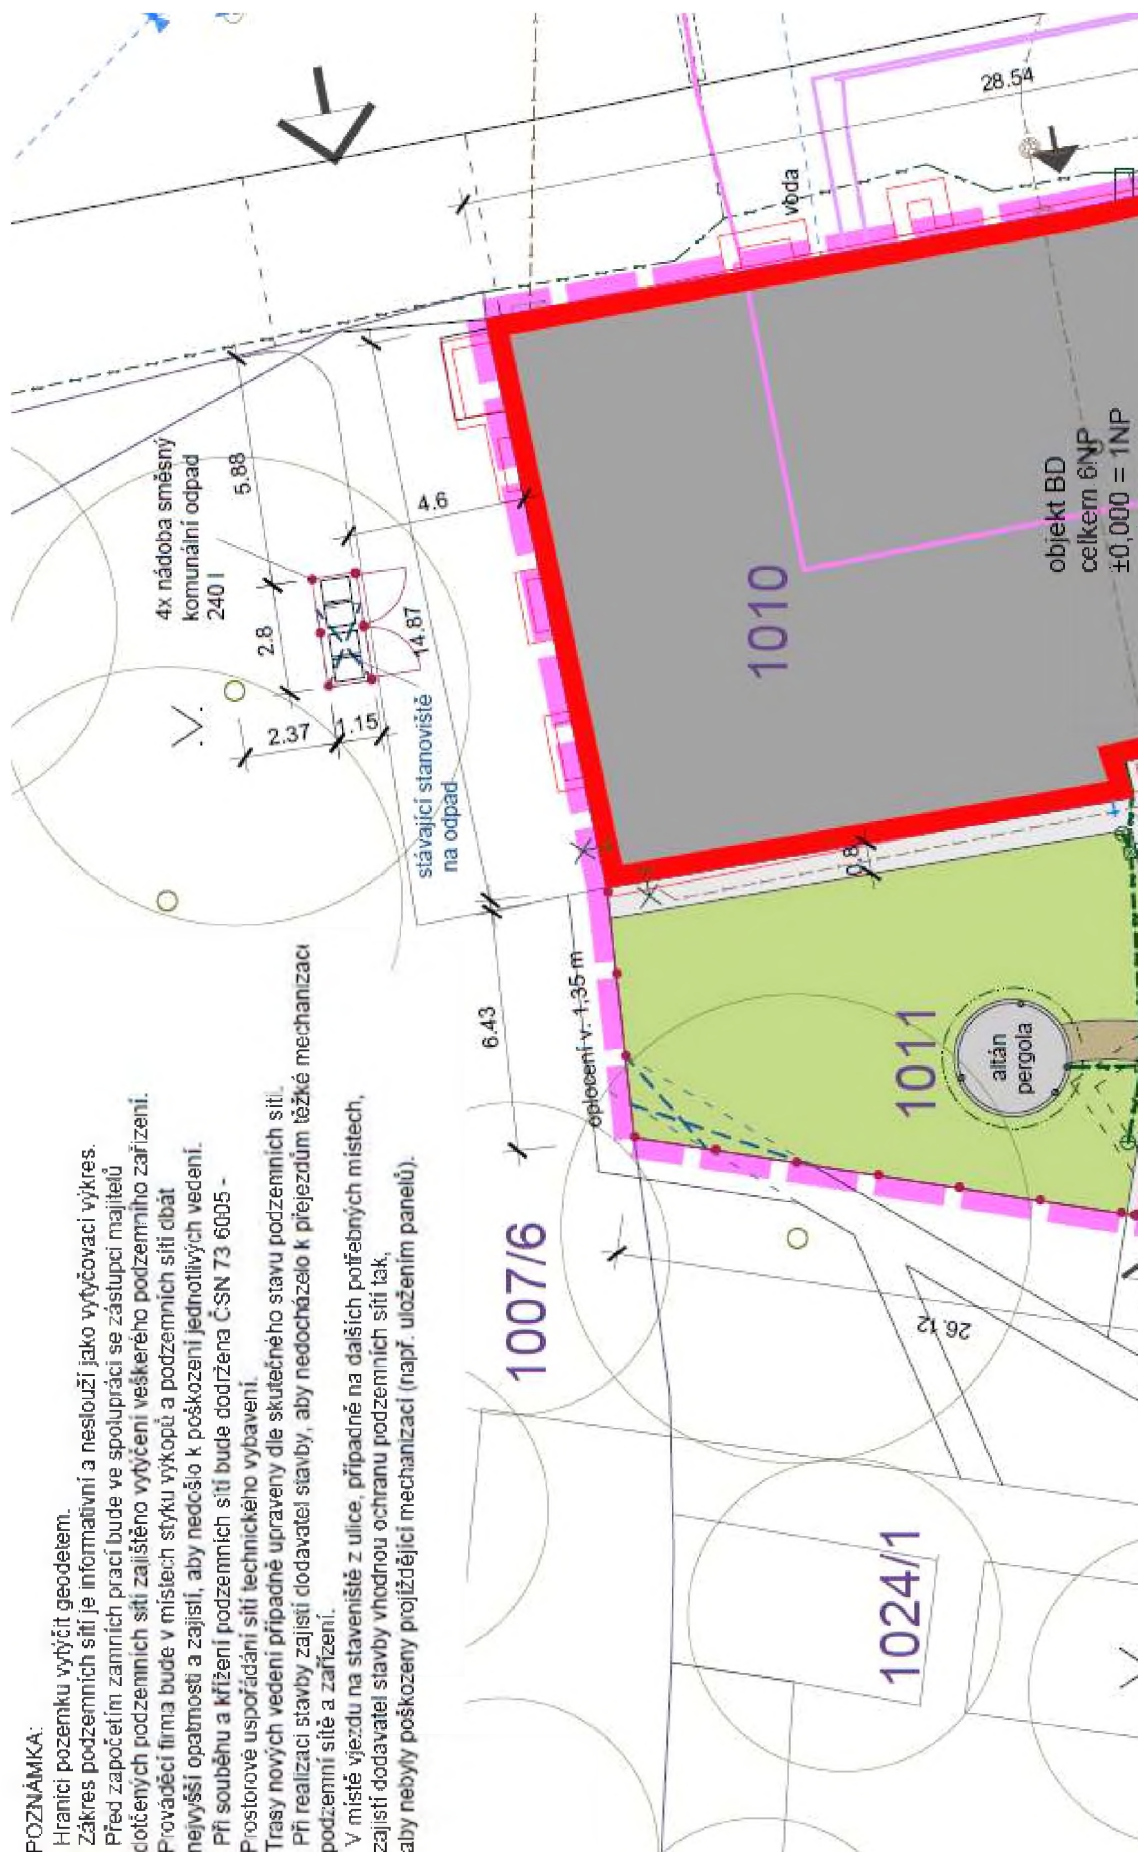 POZNÁMKA:
Hranici pozemku vytýčit geodetem.
Zákres podzemních sítí je informativní a neslouží jako vytyčovací výkres.
Před započetím zamních prací bude ve spolupráci se zástupci majitelů
dotčených podzemních sítí zajištěno vytýčení veškerého podzemního zařízení.
Prováděcí firma bude v místech styku výkopů a podzemních sítí dbát
nejvyšší opatrnosti a zajistí, aby nedošlo k poškození jednotlivých vedení.
Při souběhu a křížení podzemních sítí bude dodržena ČSN 73 6005 -
Prostorové uspořádání sítí technického vybavení.
Trasy nových vedení případně upraveny dle skutečného stavu podzemních sítí.
Při realizaci stavby zajistí dodavatel stavby, aby nedocházelo k přejezdům těžké mechanizac
podzemní sítě a zařízení.
V místě vjezdu na staveniště z ulice, případně na dalších potřebných místech,
zajistí dodavatel stavby vhodnou ochranu podzemních sítí tak,
aby nebyly poškozeny projíždějící mechanizací (např. uložením panelů).
4x nádoba směsný
komunální odpad
240 l
5.88
2.8
2.37
1.15
14.87
4.6
stávající stanoviště
na odpad
6.43
oplocení v. 1,35 m
voda
28.54
1010
objekt BD
celkem 6NP
±0,000 = 1NP
0,8
1011
altán
pergola
1007/6
26.12
1024/1